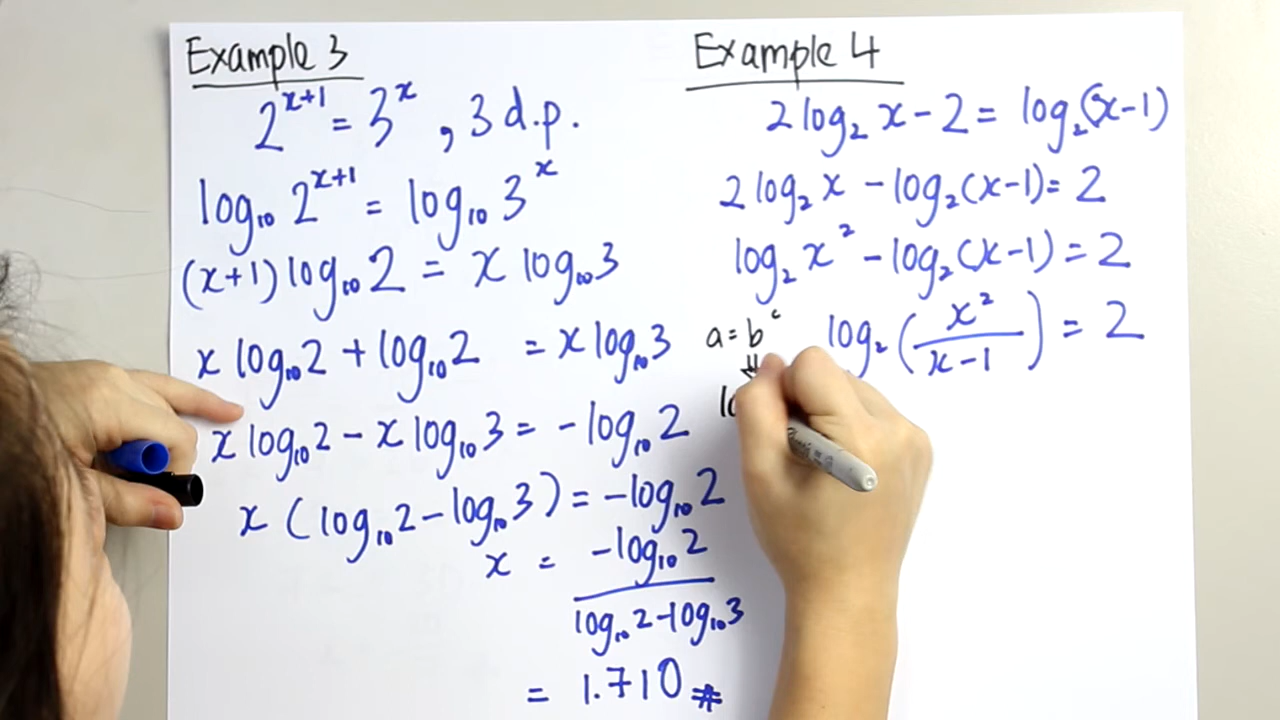 Example 3
2^{x+1} = 3^x , 3 d.p.
log₁₀ 2^{x+1} = log₁₀ 3^x
(x+1) log₁₀ 2 = x log₁₀ 3
x log₁₀ 2 + log₁₀ 2 = x log₁₀ 3
x log₁₀ 2 - x log₁₀ 3 = - log₁₀ 2
x (log₁₀ 2 - log₁₀ 3) = - log₁₀ 2
x = -log₁₀ 2 / (log₁₀ 2 - log₁₀ 3)
= 1.710 #
Example 4
2 log₂ x - 2 = log₂ (x-1)
2 log₂ x - log₂ (x-1) = 2
log₂ x² - log₂ (x-1) = 2
log₂ (x²/(x-1)) = 2
a = b^c
⇓